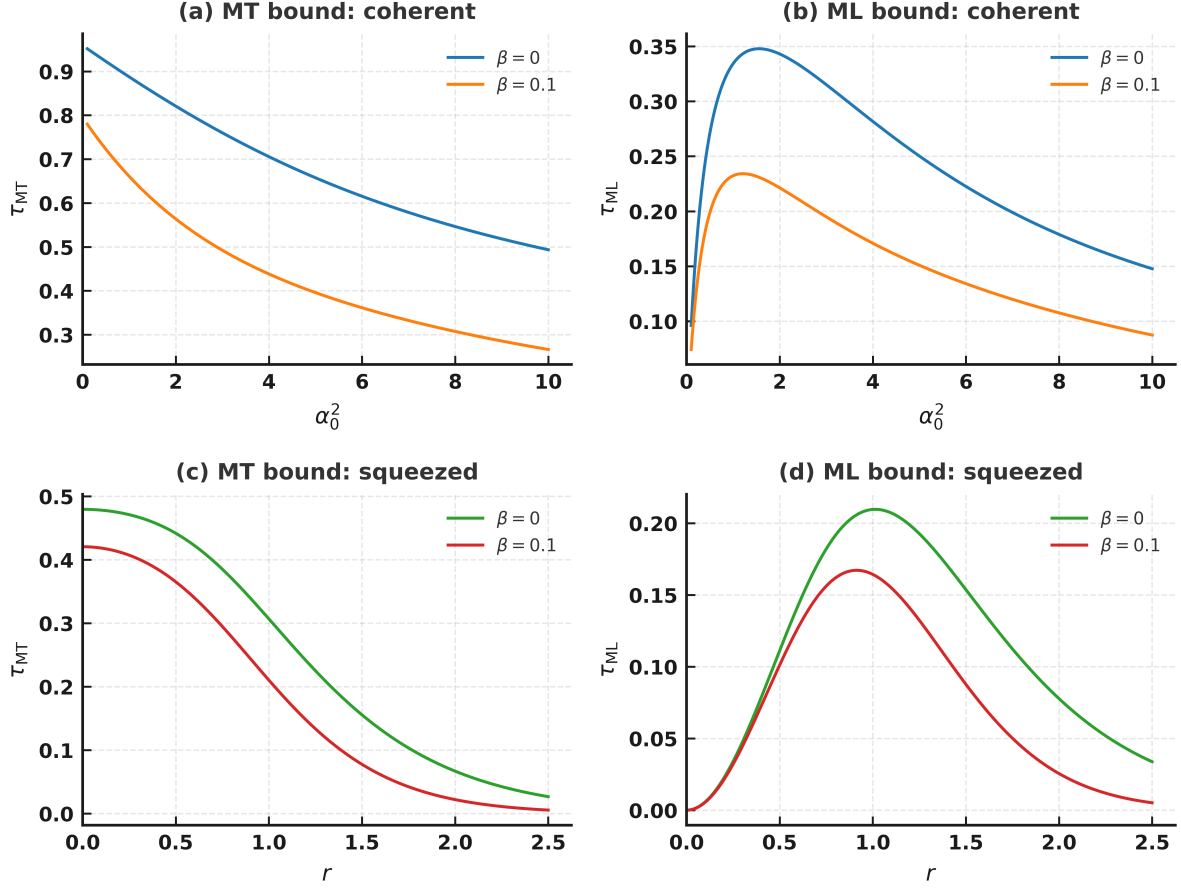 (a) MT bound: coherent
β = 0
β = 0.1
0.9
0.8
0.7
0.6
0.5
0.4
0.3
τ_MT
0 2 4 6 8 10
α₀²
(b) ML bound: coherent
β = 0
β = 0.1
0.35
0.30
0.25
0.20
0.15
0.10
τ_ML
0 2 4 6 8 10
α₀²
(c) MT bound: squeezed
β = 0
β = 0.1
0.5
0.4
0.3
0.2
0.1
0.0
τ_MT
0.0 0.5 1.0 1.5 2.0 2.5
r
(d) ML bound: squeezed
β = 0
β = 0.1
0.20
0.15
0.10
0.05
0.00
τ_ML
0.0 0.5 1.0 1.5 2.0 2.5
r